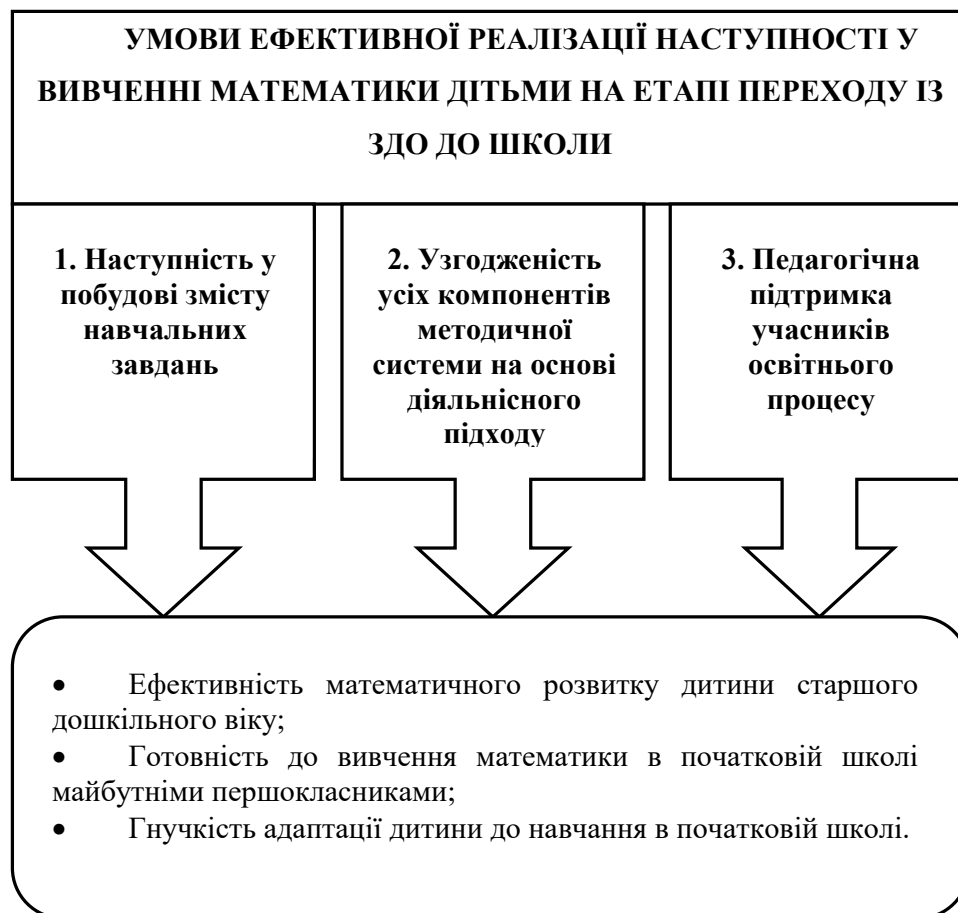 УМОВИ ЕФЕКТИВНОЇ РЕАЛІЗАЦІЇ НАСТУПНОСТІ У
ВИВЧЕННІ МАТЕМАТИКИ ДІТЬМИ НА ЕТАПІ ПЕРЕХОДУ ІЗ
ЗДО ДО ШКОЛИ
1. Наступність у
побудові змісту
навчальних
завдань
2. Узгодженість
усіх компонентів
методичної
системи на основі
діяльнісного
підходу
3. Педагогічна
підтримка
учасників
освітнього
процесу
• Ефективність математичного розвитку дитини старшого
дошкільного віку;
• Готовність до вивчення математики в початковій школі
майбутніми першокласниками;
• Гнучкість адаптації дитини до навчання в початковій школі.